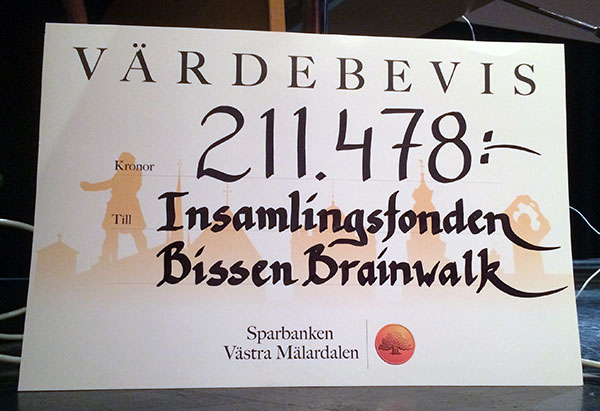 VÄRDEBEVIS
Kronor 211.478:-
Till Insamlingsfonden
Bissen Brainwalk
Sparbanken
Västra Mälardalen